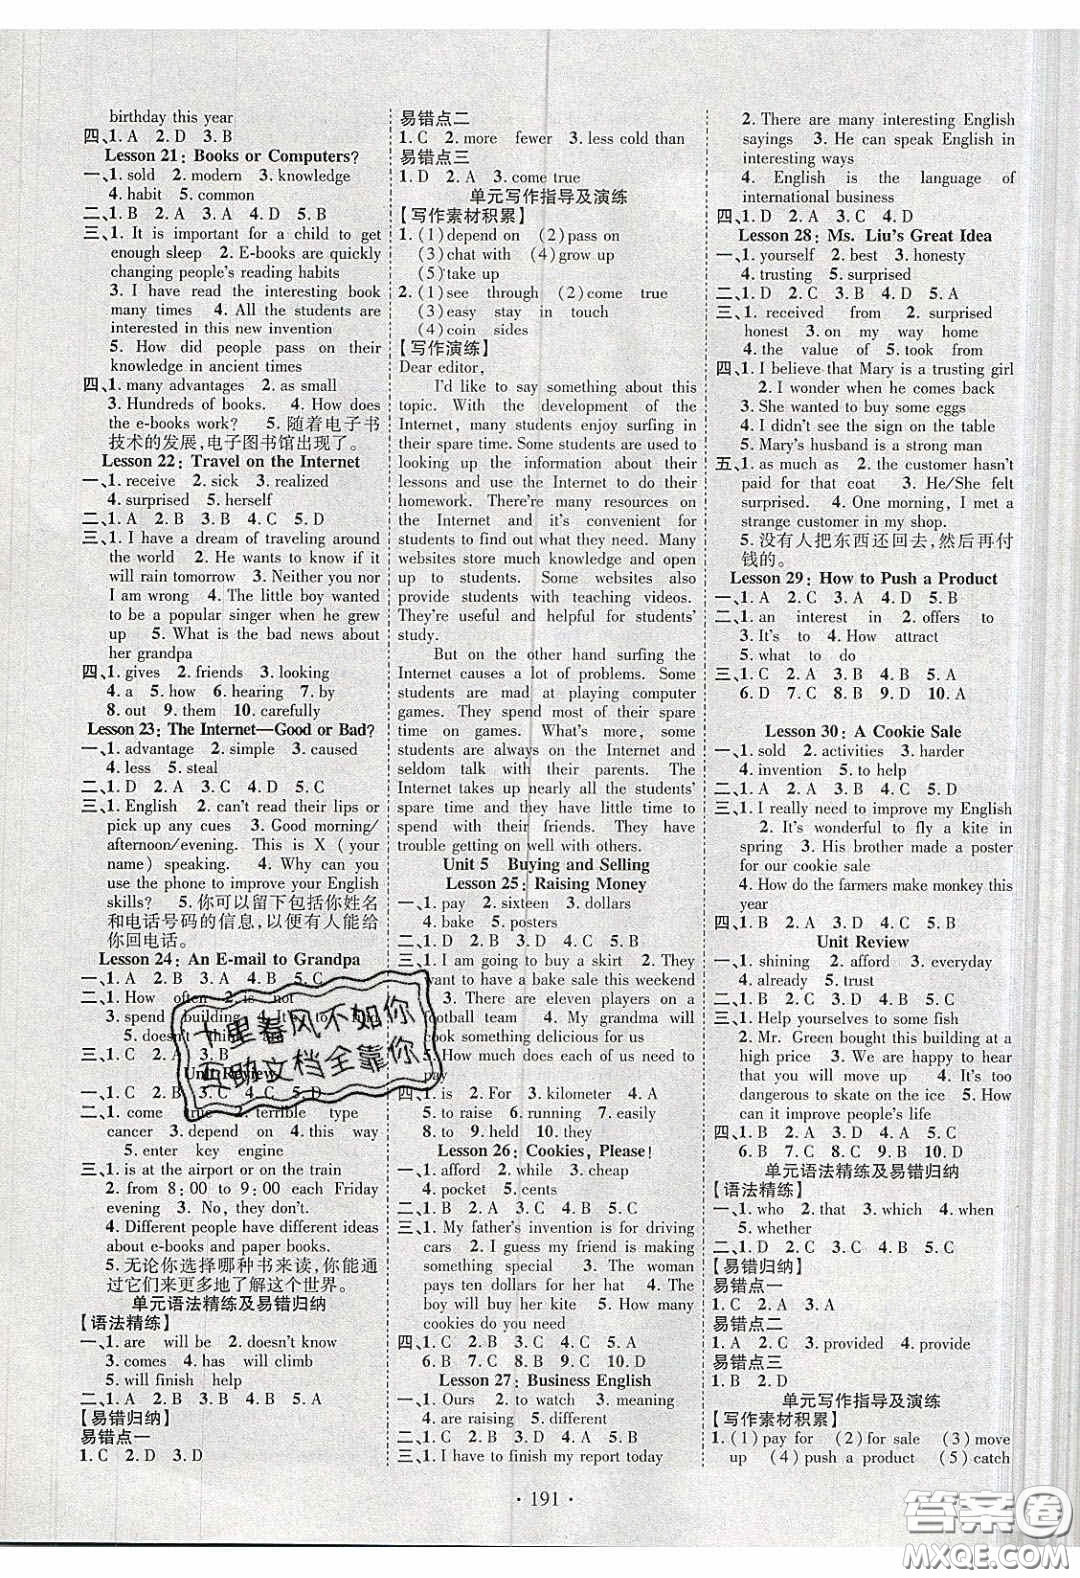 birthday this year
四、1. A 2. D 3. B
Lesson 21: Books or Computers?
一、1. sold 2. modern 3. knowledge
4. habit 5. common
二、1. B 2. A 3. A 4. D 5. B
三、1. It is important for a child to get
enough sleep 2. E-books are quickly
changing people's reading habits
3. I have read the interesting book
many times 4. All the students are
interested in this new invention
5. How did people pass on their
knowledge in ancient times
四、1. many advantages 2. as small
3. Hundreds of books. 4. How does
the e-books work? 5. 随着电子书
技术的发展,电子图书馆出现了。
Lesson 22: Travel on the Internet
一、1. receive 2. sick 3. realized
4. surprised 5. herself
二、1. A 2. B 3. B 4. C 5. D
三、1. I have a dream of traveling around
the world 2. He wants to know if it
will rain tomorrow 3. Neither you nor
I am wrong 4. The little boy wanted
to be a popular singer when he grew
up 5. What is the bad news about
her grandpa
四、1. gives 2. friends 3. looking
4. a 5. well 6. hearing 7. by
8. out 9. them 10. carefully
Lesson 23: The Internet—Good or Bad?
一、1. advantage 2. simple 3. caused
4. less 5. steal
二、1. D 2. A 3. D 4. B 5. C
三、1. English 2. can't read their lips or
pick up any cues 3. Good morning/
afternoon/evening. This is X (your
name) speaking. 4. Why can you
use the phone to improve your English
skills? 5. 你可以留下包括你姓名
和电话号码的信息,以便有人能给
你回电话。
Lesson 24: An E-mail to Grandpa
一、1. A 2. B 3. A 4. B 5. C
二、1. How often 2. is not
3. spend building 4. It's to find
5. doesn't things
三、1. C 2. D 3. B 4. A 5. B
Unit Review
一、1. C 2. B 3. C 4. A 5. B
二、1. come true 2. terrible type
cancer 3. depend on 4. this way
5. enter key engine
三、1. is at the airport or on the train
2. from 8:00 to 9:00 each Friday
evening 3. No, they don't.
4. Different people have different ideas
about e-books and paper books.
5. 无论你选择哪种书来读,你能通
过它们来更多地了解这个世界。
单元语法精练及易错归纳
【语法精练】
一、1. are will be 2. doesn't know
3. comes 4. has will climb
5. will finish help
二、1. A 2. B 3. C 4. B 5. A
【易错归纳】
易错点一
1. C 2. D 3. D
易错点二
1. C 2. more fewer 3. less cold than
易错点三
1. D 2. A 3. come true
单元写作指导及演练
【写作素材积累】
1. (1)depend on (2)pass on
(3)chat with (4)grow up
(5)take up
2. (1)see through (2)come true
(3)easy stay in touch
(4)coin sides
【写作演练】
Dear editor,
I'd like to say something about this
topic. With the development of the
Internet, many students enjoy surfing in
their spare time. Some students are used to
looking up the information about their
lessons and use the Internet to do their
homework. There're many resources on
the Internet and it's convenient for
students to find out what they need. Many
websites store much knowledge and open
up to students. Some websites also
provide students with teaching videos.
They're useful and helpful for students'
study.
But on the other hand surfing the
Internet causes a lot of problems. Some
students are mad at playing computer
games. They spend most of their spare
time on games. What's more, some
students are always on the Internet and
seldom talk with their parents. The
Internet takes up nearly all the students'
spare time and they have little time to
spend with their friends. They have
trouble getting on well with others.
Unit 5 Buying and Selling
Lesson 25: Raising Money
一、1. pay 2. sixteen 3. dollars
4. bake 5. posters
二、1. D 2. B 3. D 4. C 5. B
三、1. I am going to buy a skirt 2. We
want to have a bake sale this weekend
3. There are eleven players on a
football team 4. My grandma will
cook something delicious for us
5. How much does each of us need to
pay
四、1. C 2. B 3. kilometer 4. A
5. to raise 6. running 7. easily
8. to 9. held 10. they
Lesson 26: Cookies, Please!
一、1. afford 2. while 3. cheap
4. pocket 5. cents
二、1. B 2. B 3. D 4. C 5. A
三、1. My father's invention is for driving
cars 2. I guess my friend is making
something special 3. The woman
pays ten dollars for her hat 4. The
boy will buy her kite 5. How many
cookies do you need
四、1. C 2. B 3. C 4. D 5. A
6. B 7. B 8. C 9. C 10. D
Lesson 27: Business English
一、1. Ours 2. to watch 3. meaning
4. are raising 5. different
二、1. C 2. B 3. C 4. D 5. B
三、1. I have to finish my report today
2. There are many interesting English
sayings 3. He can speak English in
interesting ways
4. English is the language of
international business
四、1. D 2. A 3. C 4. D
Lesson 28: Ms. Liu's Great Idea
一、1. yourself 2. best 3. honesty
4. trusting 5. surprised
二、1. D 2. C 3. D 4. D 5. A
三、1. received from 2. surprised
honest 3. on my way home
4. the value of 5. took from
四、1. I believe that Mary is a trusting girl
2. I wonder when he comes back
3. She wanted to buy some eggs
4. I didn't see the sign on the table
5. Mary's husband is a strong man
五、1. as much as 2. the customer hasn't
paid for that coat 3. He/She felt
surprised. 4. One morning, I met a
strange customer in my shop.
5. 没有人把东西还回去,然后再付
钱的。
Lesson 29: How to Push a Product
一、1. A 2. C 3. A 4. D 5. B
二、1. an interest in 2. offers to
3. It's to 4. How attract
5. what to do
三、1. C 2. A 3. D 4. B 5. A
6. D 7. C 8. B 9. D 10. A
Lesson 30: A Cookie Sale
一、1. sold 2. activities 3. harder
4. invention 5. to help
二、1. D 2. A 3. B 4. C 5. D
三、1. I really need to improve my English
2. It's wonderful to fly a kite in
spring 3. His brother made a poster
for our cookie sale
4. How do the farmers make monkey this
year
四、1. B 2. A 3. D 4. C 5. B
Unit Review
一、1. shining 2. afford 3. everyday
4. already 5. trust
二、1. D 2. C 3. B 4. C 5. A
三、1. Help yourselves to some fish
2. Mr. Green bought this building at a
high price 3. We are happy to hear
that you will move up 4. It's too
dangerous to skate on the ice 5. How
can it improve people's life
四、1. B 2. A 3. D 4. A 5. C
6. B 7. B 8. C 9. B 10. D
单元语法精练及易错归纳
【语法精练】
一、1. who 2. that 3. which 4. when
5. whether
二、1. D 2. C 3. A 4. B 5. C
【易错归纳】
易错点一
1. C 2. A 3. A
易错点二
1. A 2. C 3. provided 4. provide
易错点三
1. B 2. D
单元写作指导及演练
【写作素材积累】
1. (1) pay for (2) for sale (3) move
up (4) push a product (5) catch
十里春风不如你
互助文档全靠你
· 191 ·
答案圈
MXQE.COM